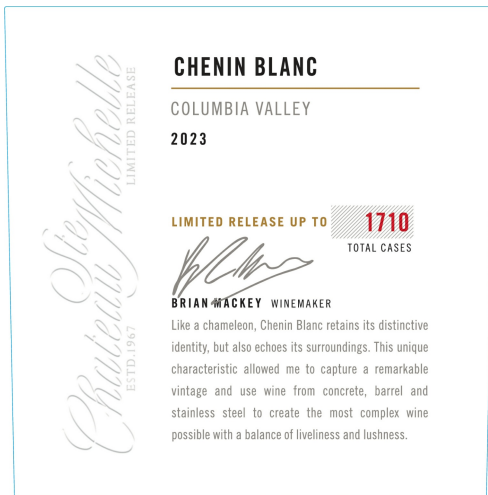 CHENIN BLANC
COLUMBIA VALLEY
2023
Chateau Ste Michelle
LIMITED RELEASE
ESTD.1967
LIMITED RELEASE UP TO 1710
TOTAL CASES
BRIAN MACKEY WINEMAKER
Like a chameleon, Chenin Blanc retains its distinctive
identity, but also echoes its surroundings. This unique
characteristic allowed me to capture a remarkable
vintage and use wine from concrete, barrel and
stainless steel to create the most complex wine
possible with a balance of liveliness and lushness.